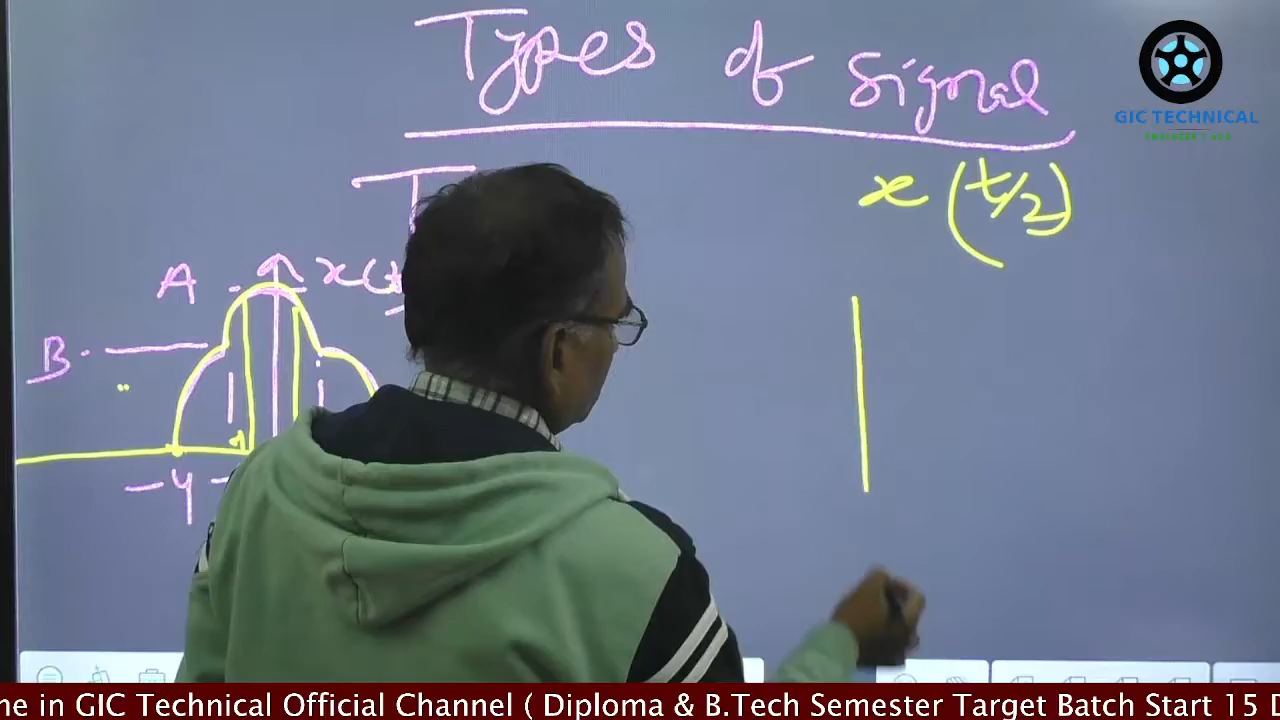 Types of Signal
GIC TECHNICAL
x (t/2)
A
x(t
B
-4
me in GIC Technical Official Channel ( Diploma & B.Tech Semester Target Batch Start 15 D